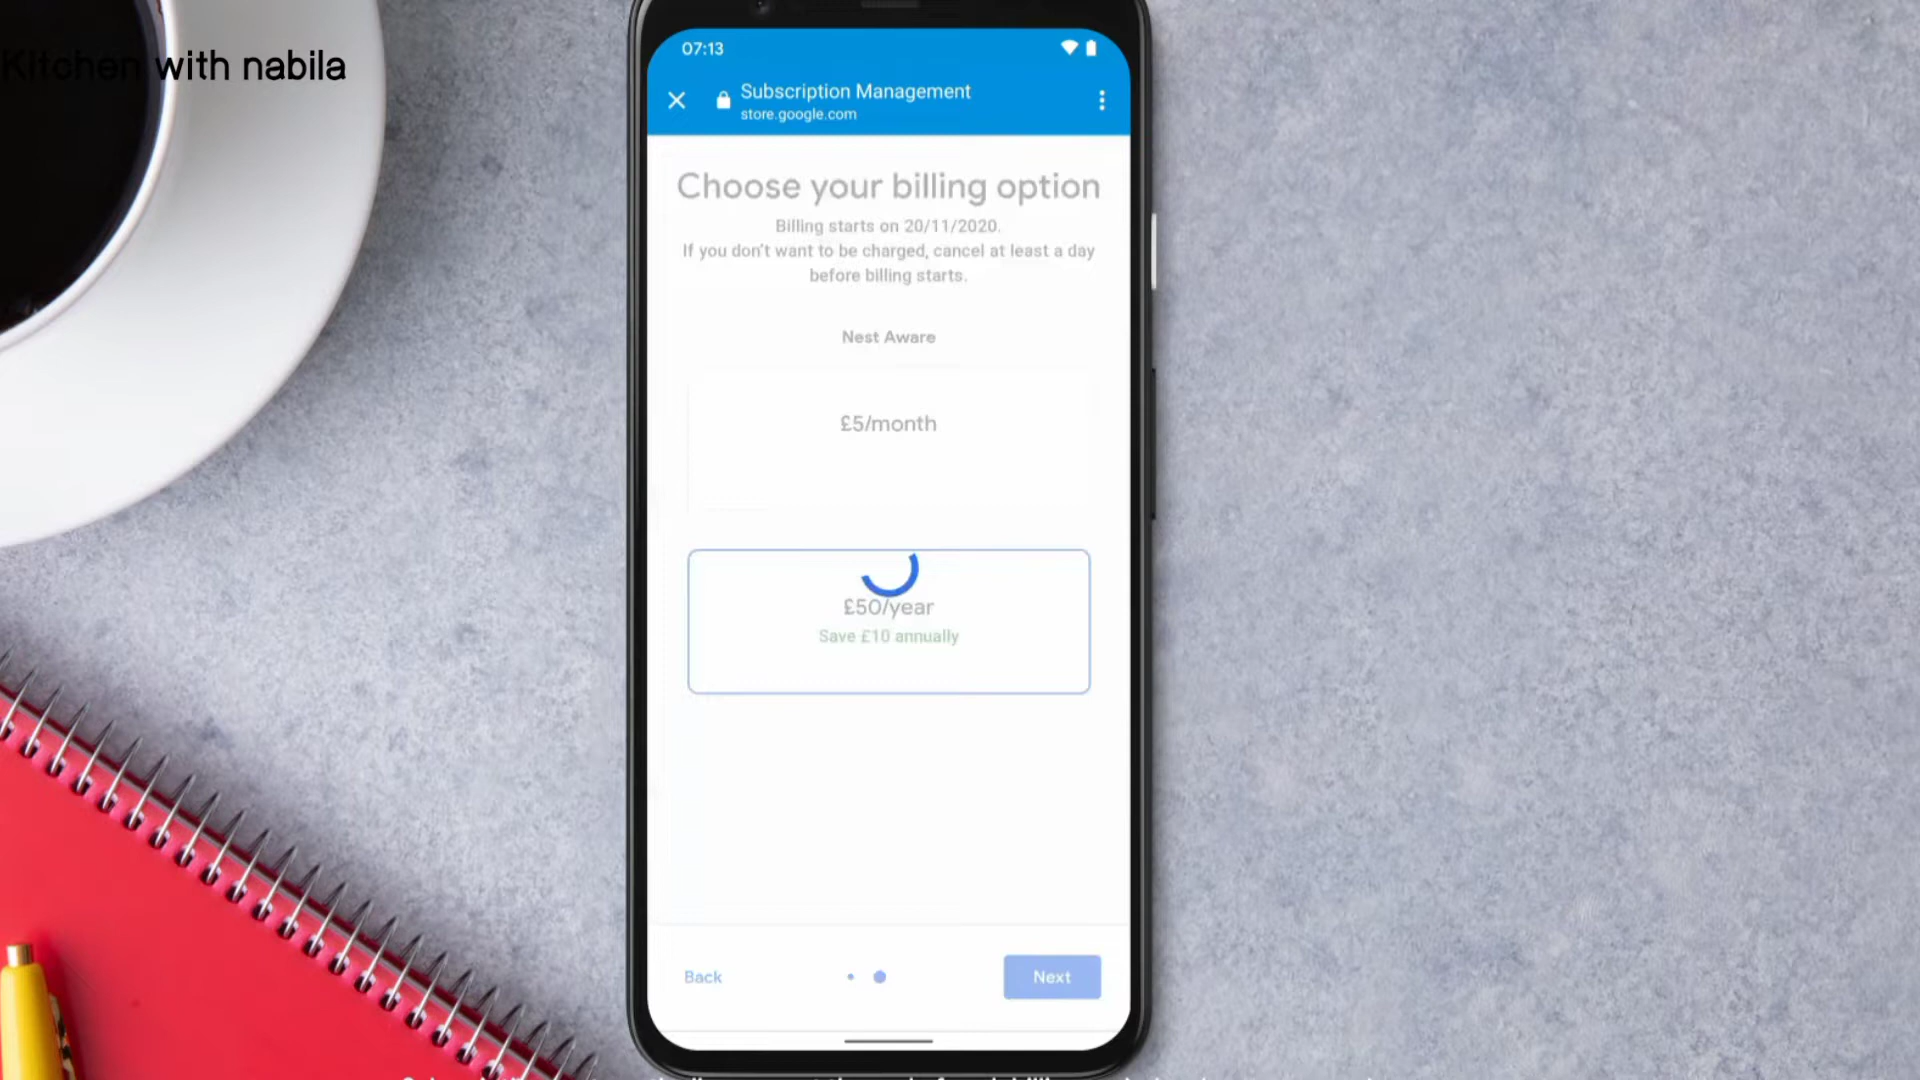 Kitchen with nabila
07:13
Subscription Management
store.google.com
Choose your billing option
Billing starts on 20/11/2020.
If you don't want to be charged, cancel at least a day
before billing starts.
Nest Aware
£5/month
£50/year
Save £10 annually
Back
Next